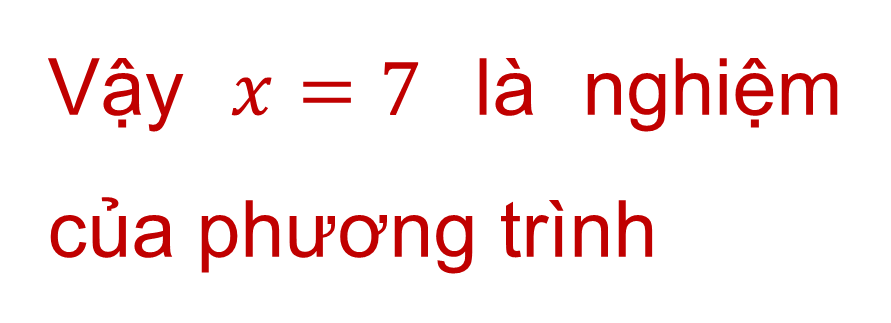 Vậy x = 7 là nghiệm
của phương trình